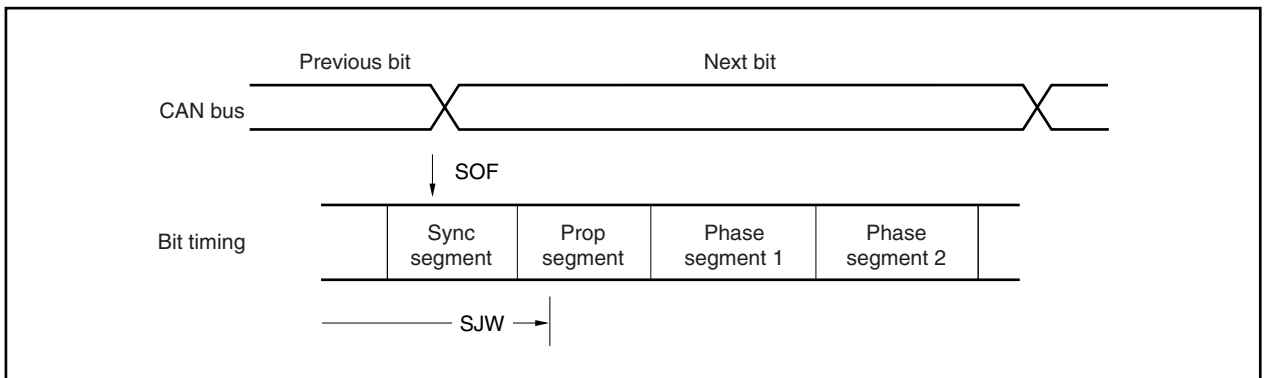 Previous bit
Next bit
CAN bus
SOF
Bit timing
Sync
segment
Prop
segment
Phase
segment 1
Phase
segment 2
SJW